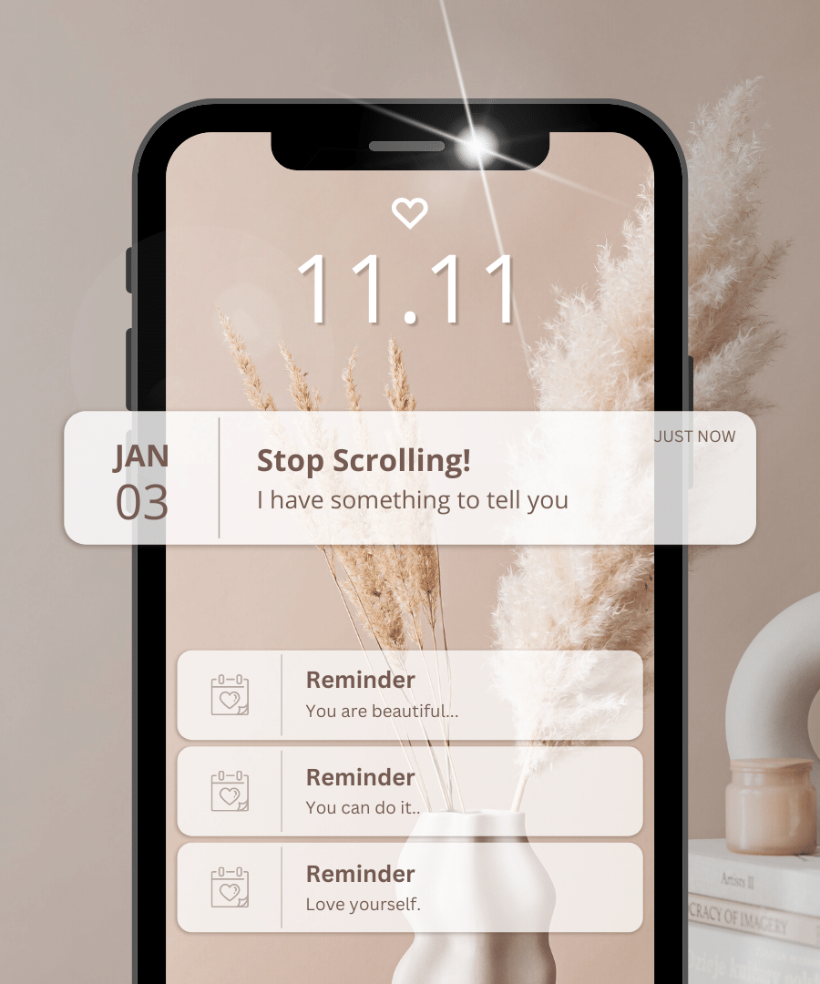 11.11
JUST NOW
JAN
03
Stop Scrolling!
I have something to tell you
Reminder
You are beautiful...
Reminder
You can do it..
Reminder
Love yourself.
Artists II
CRACY OF IMAGERY